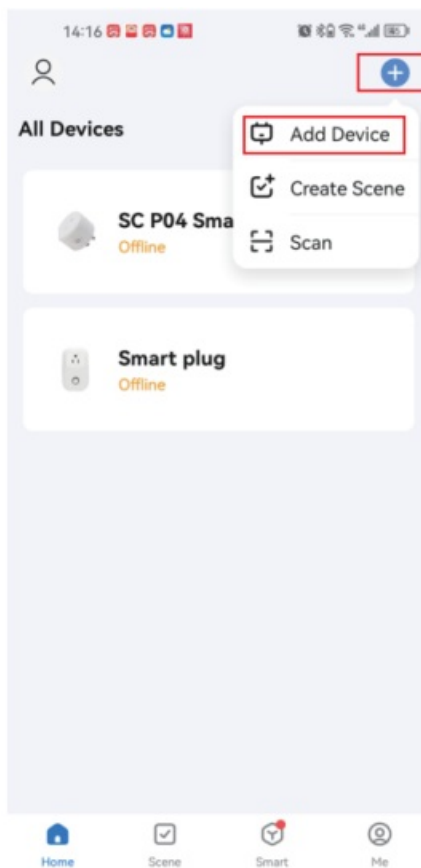 14:16
All Devices
Add Device
Create Scene
Scan
SC P04 Sma
Offline
Smart plug
Offline
Home Scene Smart Me